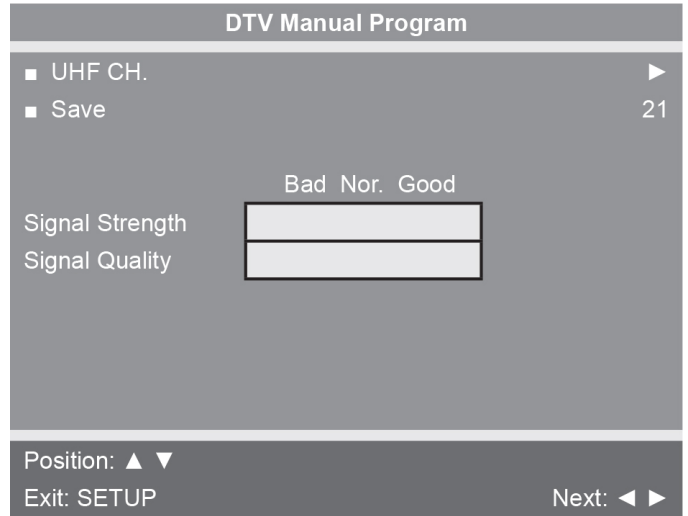 DTV Manual Program
■ UHF CH. ►
■ Save 21
Bad Nor. Good
Signal Strength
Signal Quality
Position: ▲ ▼
Exit: SETUP Next: ◄ ►